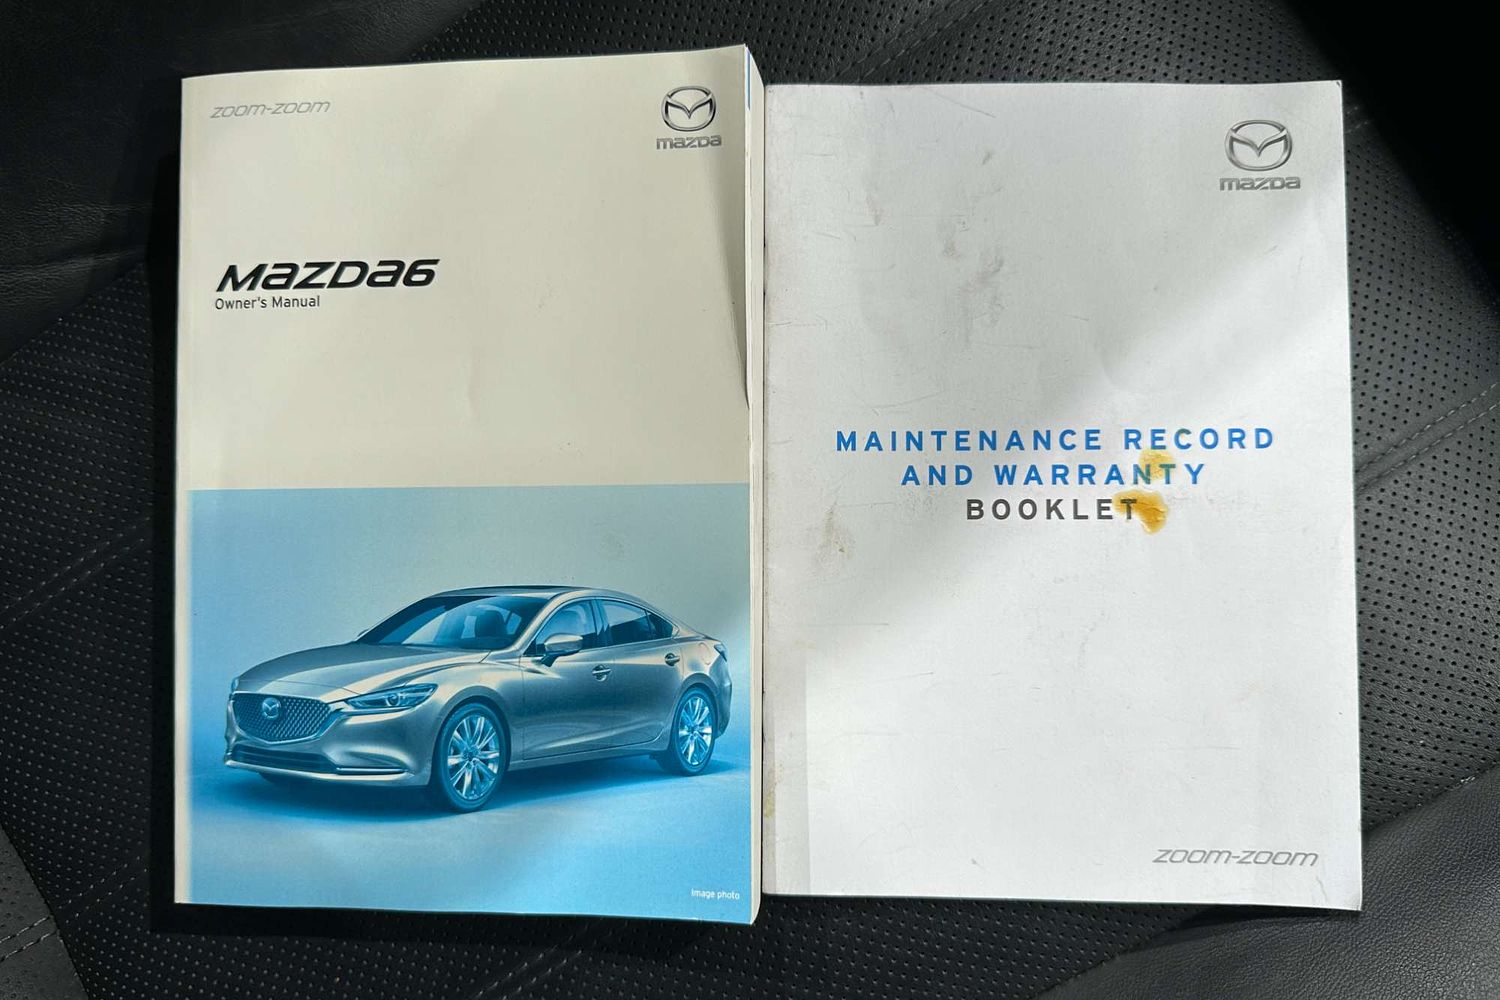 zoom-zoom
mazda
mazda6
Owner's Manual
Image photo
mazda
MAINTENANCE RECORD
AND WARRANTY
BOOKLET
zoom-zoom